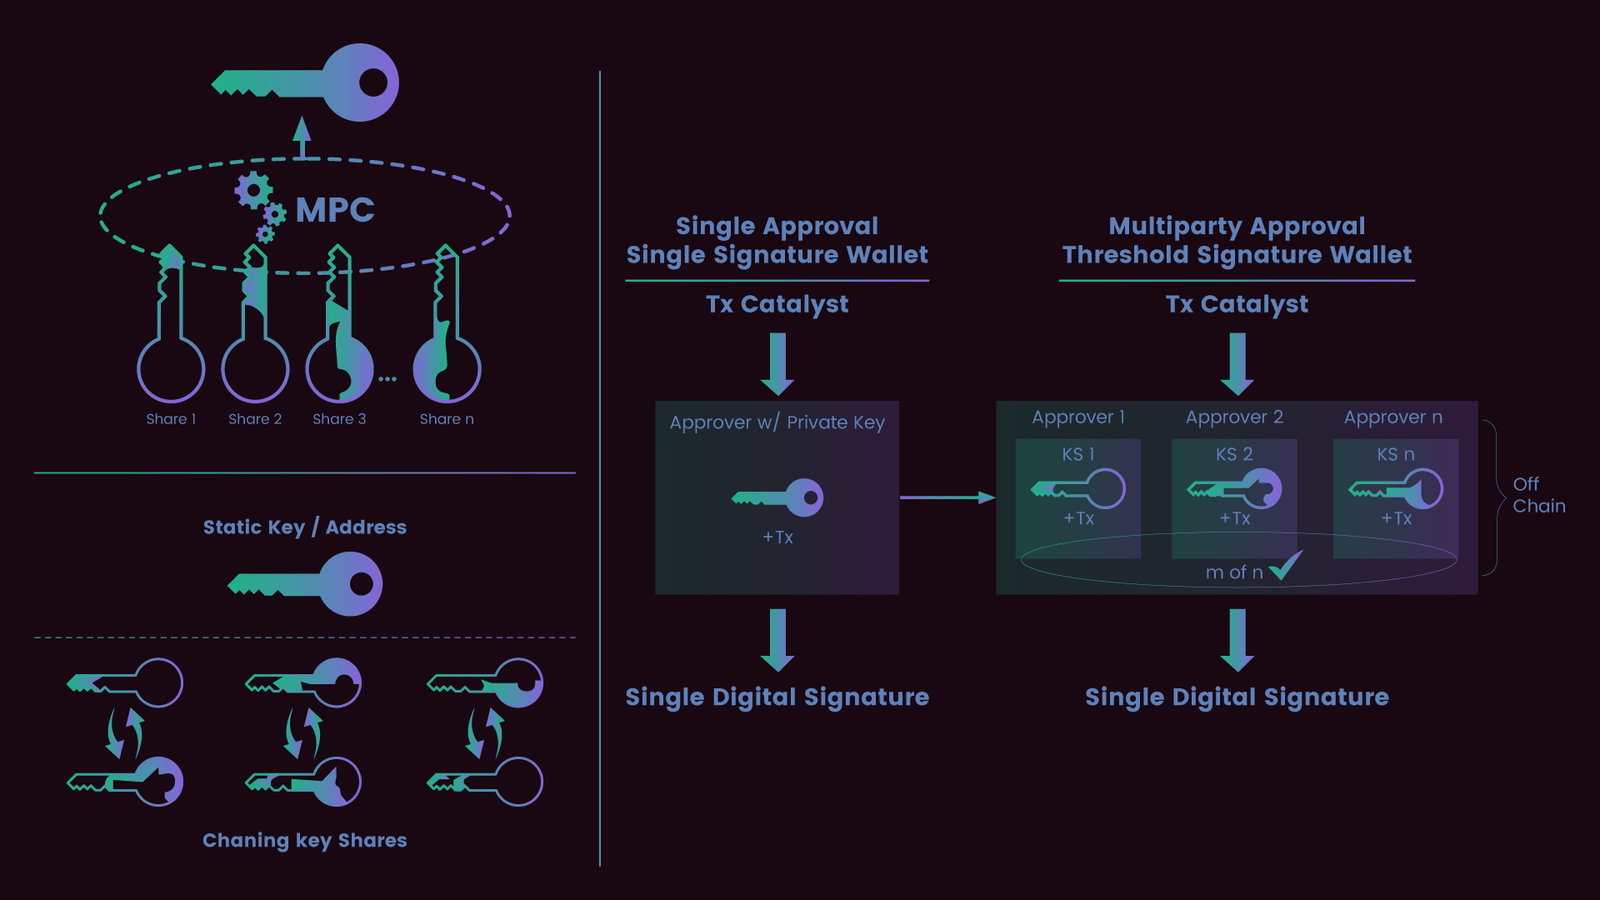 MPC
Share 1
Share 2
Share 3
...
Share n
Static Key / Address
Chaning key Shares
Single Approval
Single Signature Wallet
Tx Catalyst
Approver w/ Private Key
+Tx
Single Digital Signature
Multiparty Approval
Threshold Signature Wallet
Tx Catalyst
Approver 1
KS 1
+Tx
Approver 2
KS 2
+Tx
Approver n
KS n
+Tx
m of n
Off
Chain
Single Digital Signature